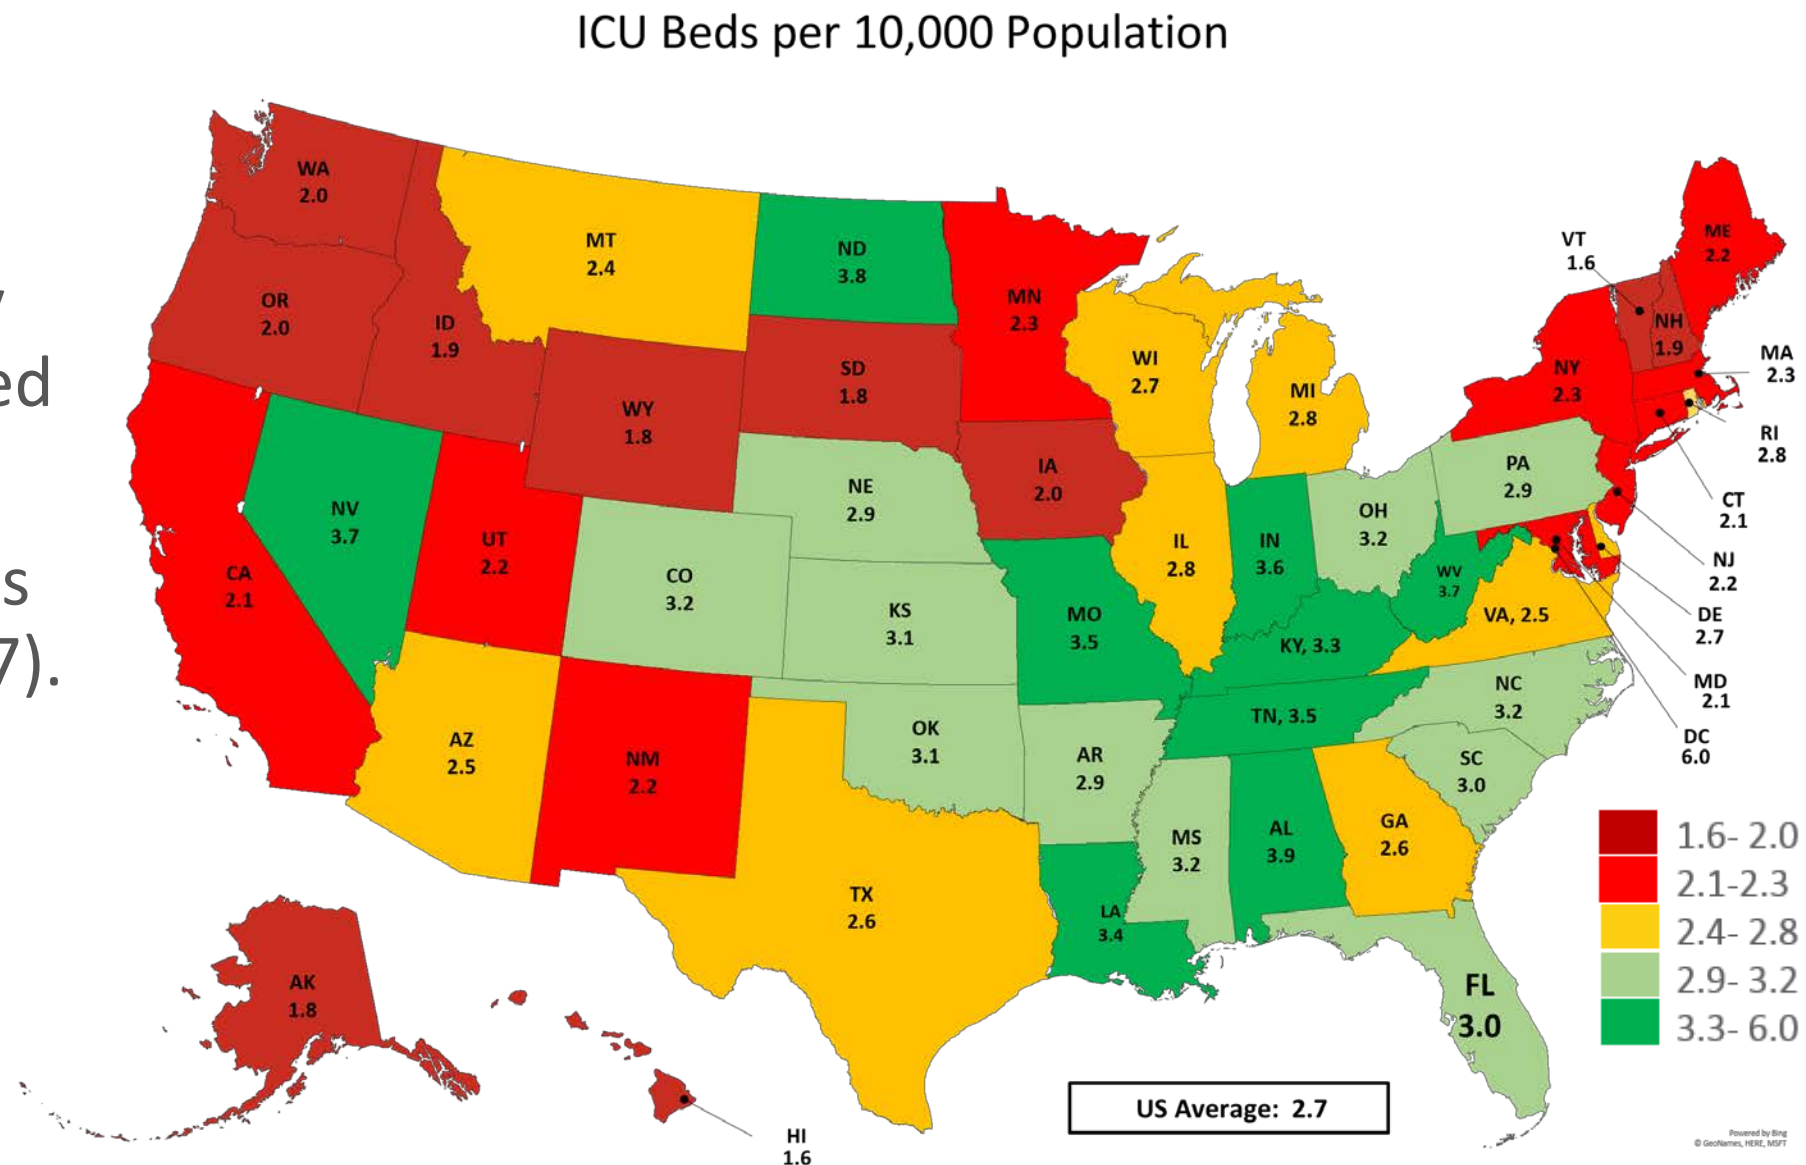 ICU Beds per 10,000 Population
ed
s
7).
WA
2.0
OR
2.0
ID
1.9
MT
2.4
ND
3.8
MN
2.3
SD
1.8
WY
1.8
WI
2.7
MI
2.8
VT
1.6
ME
2.2
NH
1.9
NY
2.3
MA
2.3
RI
2.8
CT
2.1
NJ
2.2
DE
2.7
MD
2.1
DC
6.0
CA
2.1
NV
3.7
UT
2.2
CO
3.2
NE
2.9
IA
2.0
KS
3.1
MO
3.5
IL
2.8
IN
3.6
OH
3.2
PA
2.9
WV
3.7
VA, 2.5
KY, 3.3
TN, 3.5
NC
3.2
SC
3.0
AZ
2.5
NM
2.2
OK
3.1
AR
2.9
TX
2.6
LA
3.4
MS
3.2
AL
3.9
GA
2.6
FL
3.0
AK
1.8
HI
1.6
1.6- 2.0
2.1-2.3
2.4- 2.8
2.9- 3.2
3.3- 6.0
US Average: 2.7
Powered by Bing
© GeoNames, HERE, MSFT